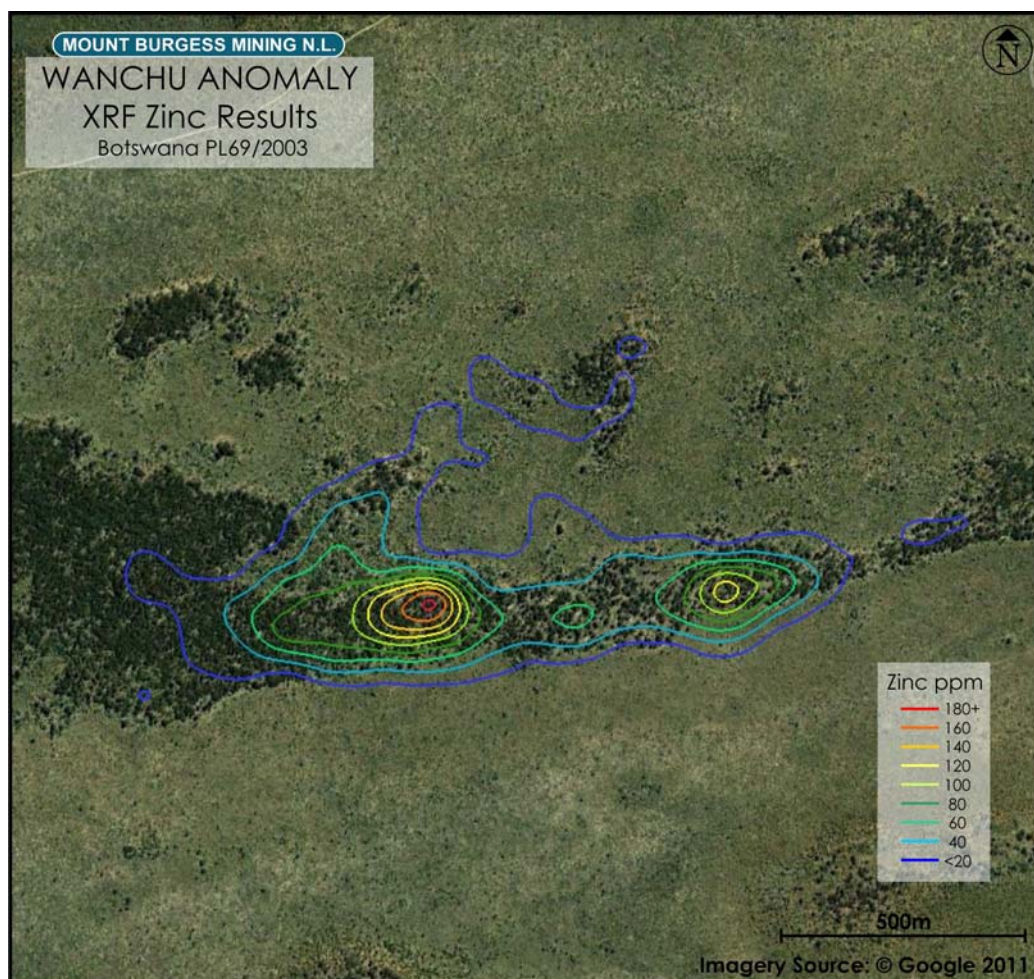 MOUNT BURGESS MINING N.L.
WANCHU ANOMALY
XRF Zinc Results
Botswana PL69/2003
N
Zinc ppm
180+
160
140
120
100
80
60
40
<20
500m
Imagery Source: © Google 2011